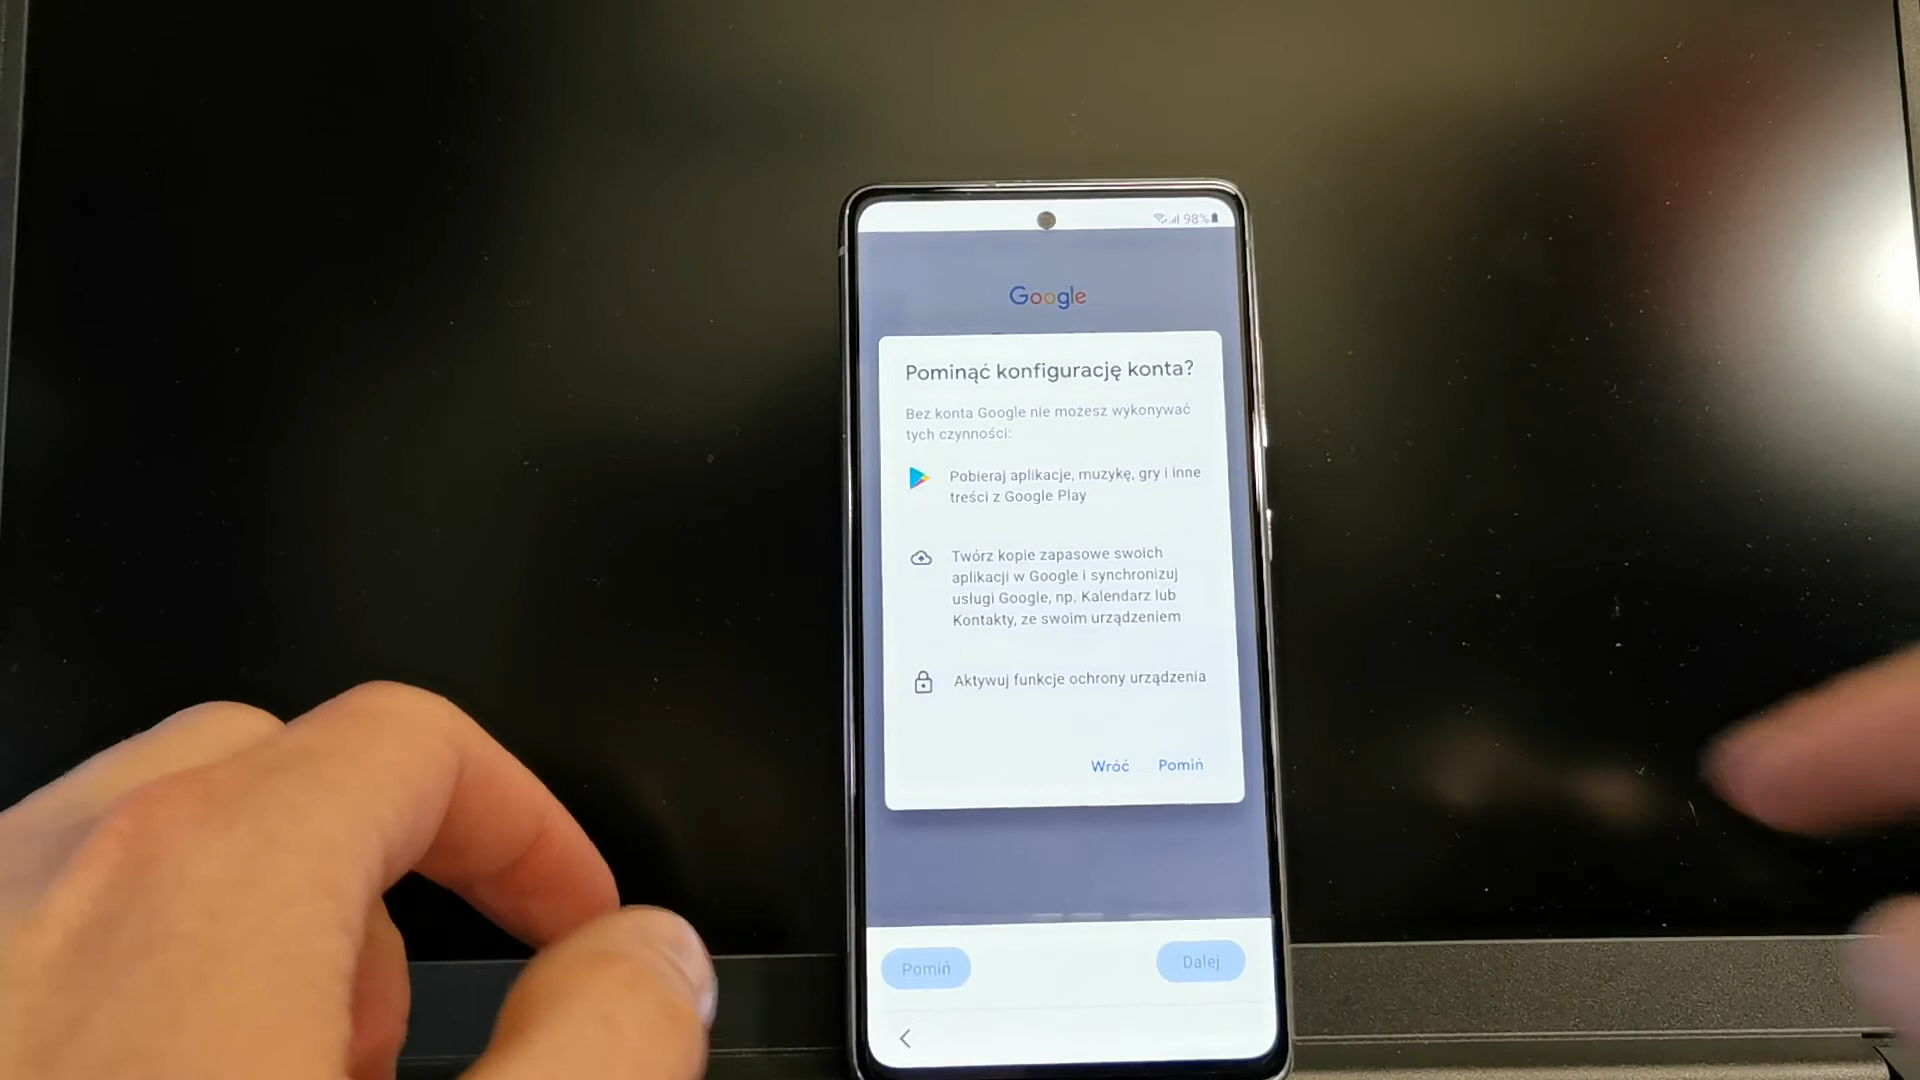 98%
Google
Pominąć konfigurację konta?
Bez konta Google nie możesz wykonywać
tych czynności:
Pobieraj aplikacje, muzykę, gry i inne
treści z Google Play
Twórz kopie zapasowe swoich
aplikacji w Google i synchronizuj
usługi Google, np. Kalendarz lub
Kontakty, ze swoim urządzeniem
Aktywuj funkcje ochrony urządzenia
Wróć Pomiń
Pomiń Dalej